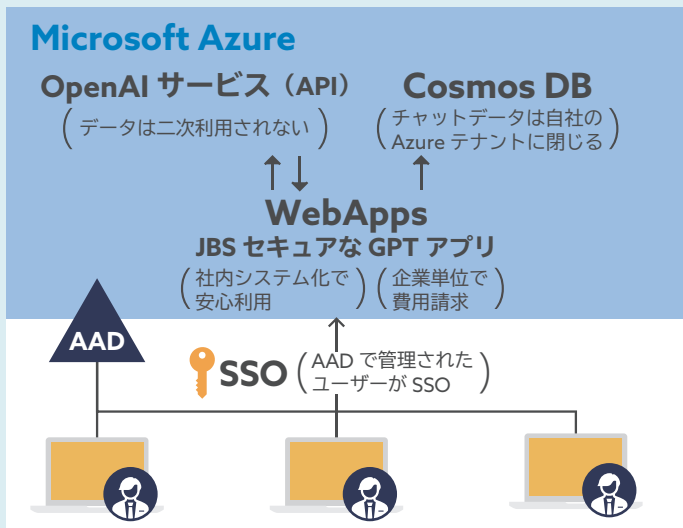 Microsoft Azure
OpenAI サービス（API）
（データは二次利用されない）
Cosmos DB
（チャットデータは自社の
Azure テナントに閉じる）
WebApps
JBS セキュアな GPT アプリ
（社内システム化で
安心利用）
（企業単位で
費用請求）
AAD
SSO
（AAD で管理された
ユーザーが SSO）